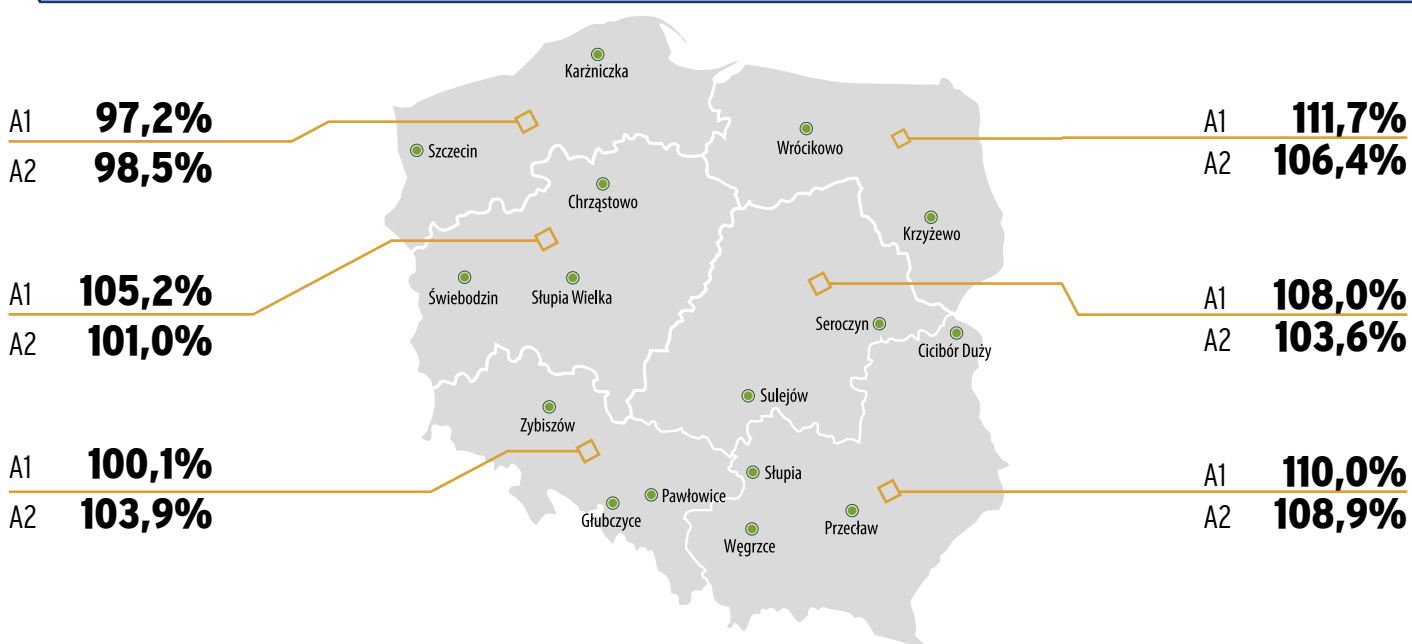 Karżniczka
A1 97,2%
A2 98,5%
Szczecin
A1 111,7%
A2 106,4%
Wrócikowo
Chrząstowo
Krzyżewo
A1 105,2%
A2 101,0%
Świebodzin
Słupia Wielka
A1 108,0%
A2 103,6%
Seroczyn
Cicibór Duży
Sulejów
Zybiszów
A1 100,1%
A2 103,9%
Słupia
Pawłowice
Głubczyce
Przecław
Węgrzce
A1 110,0%
A2 108,9%